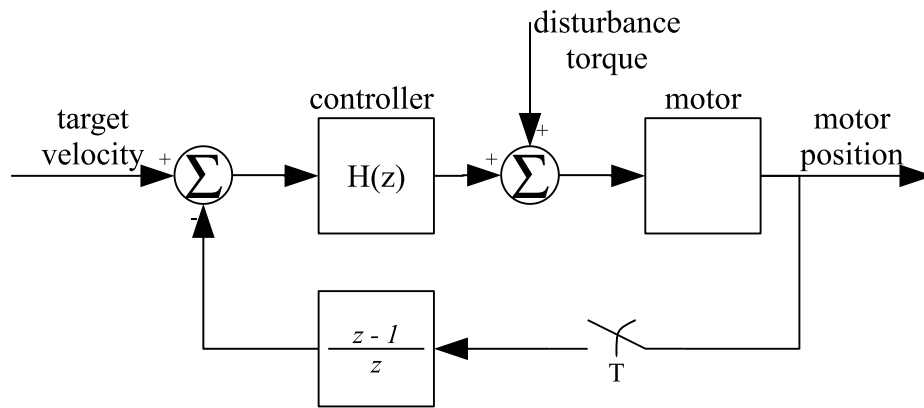 disturbance
torque
controller
motor
target
velocity
motor
position
+
+
+
Σ
H(z)
Σ
-
z - 1
z
T